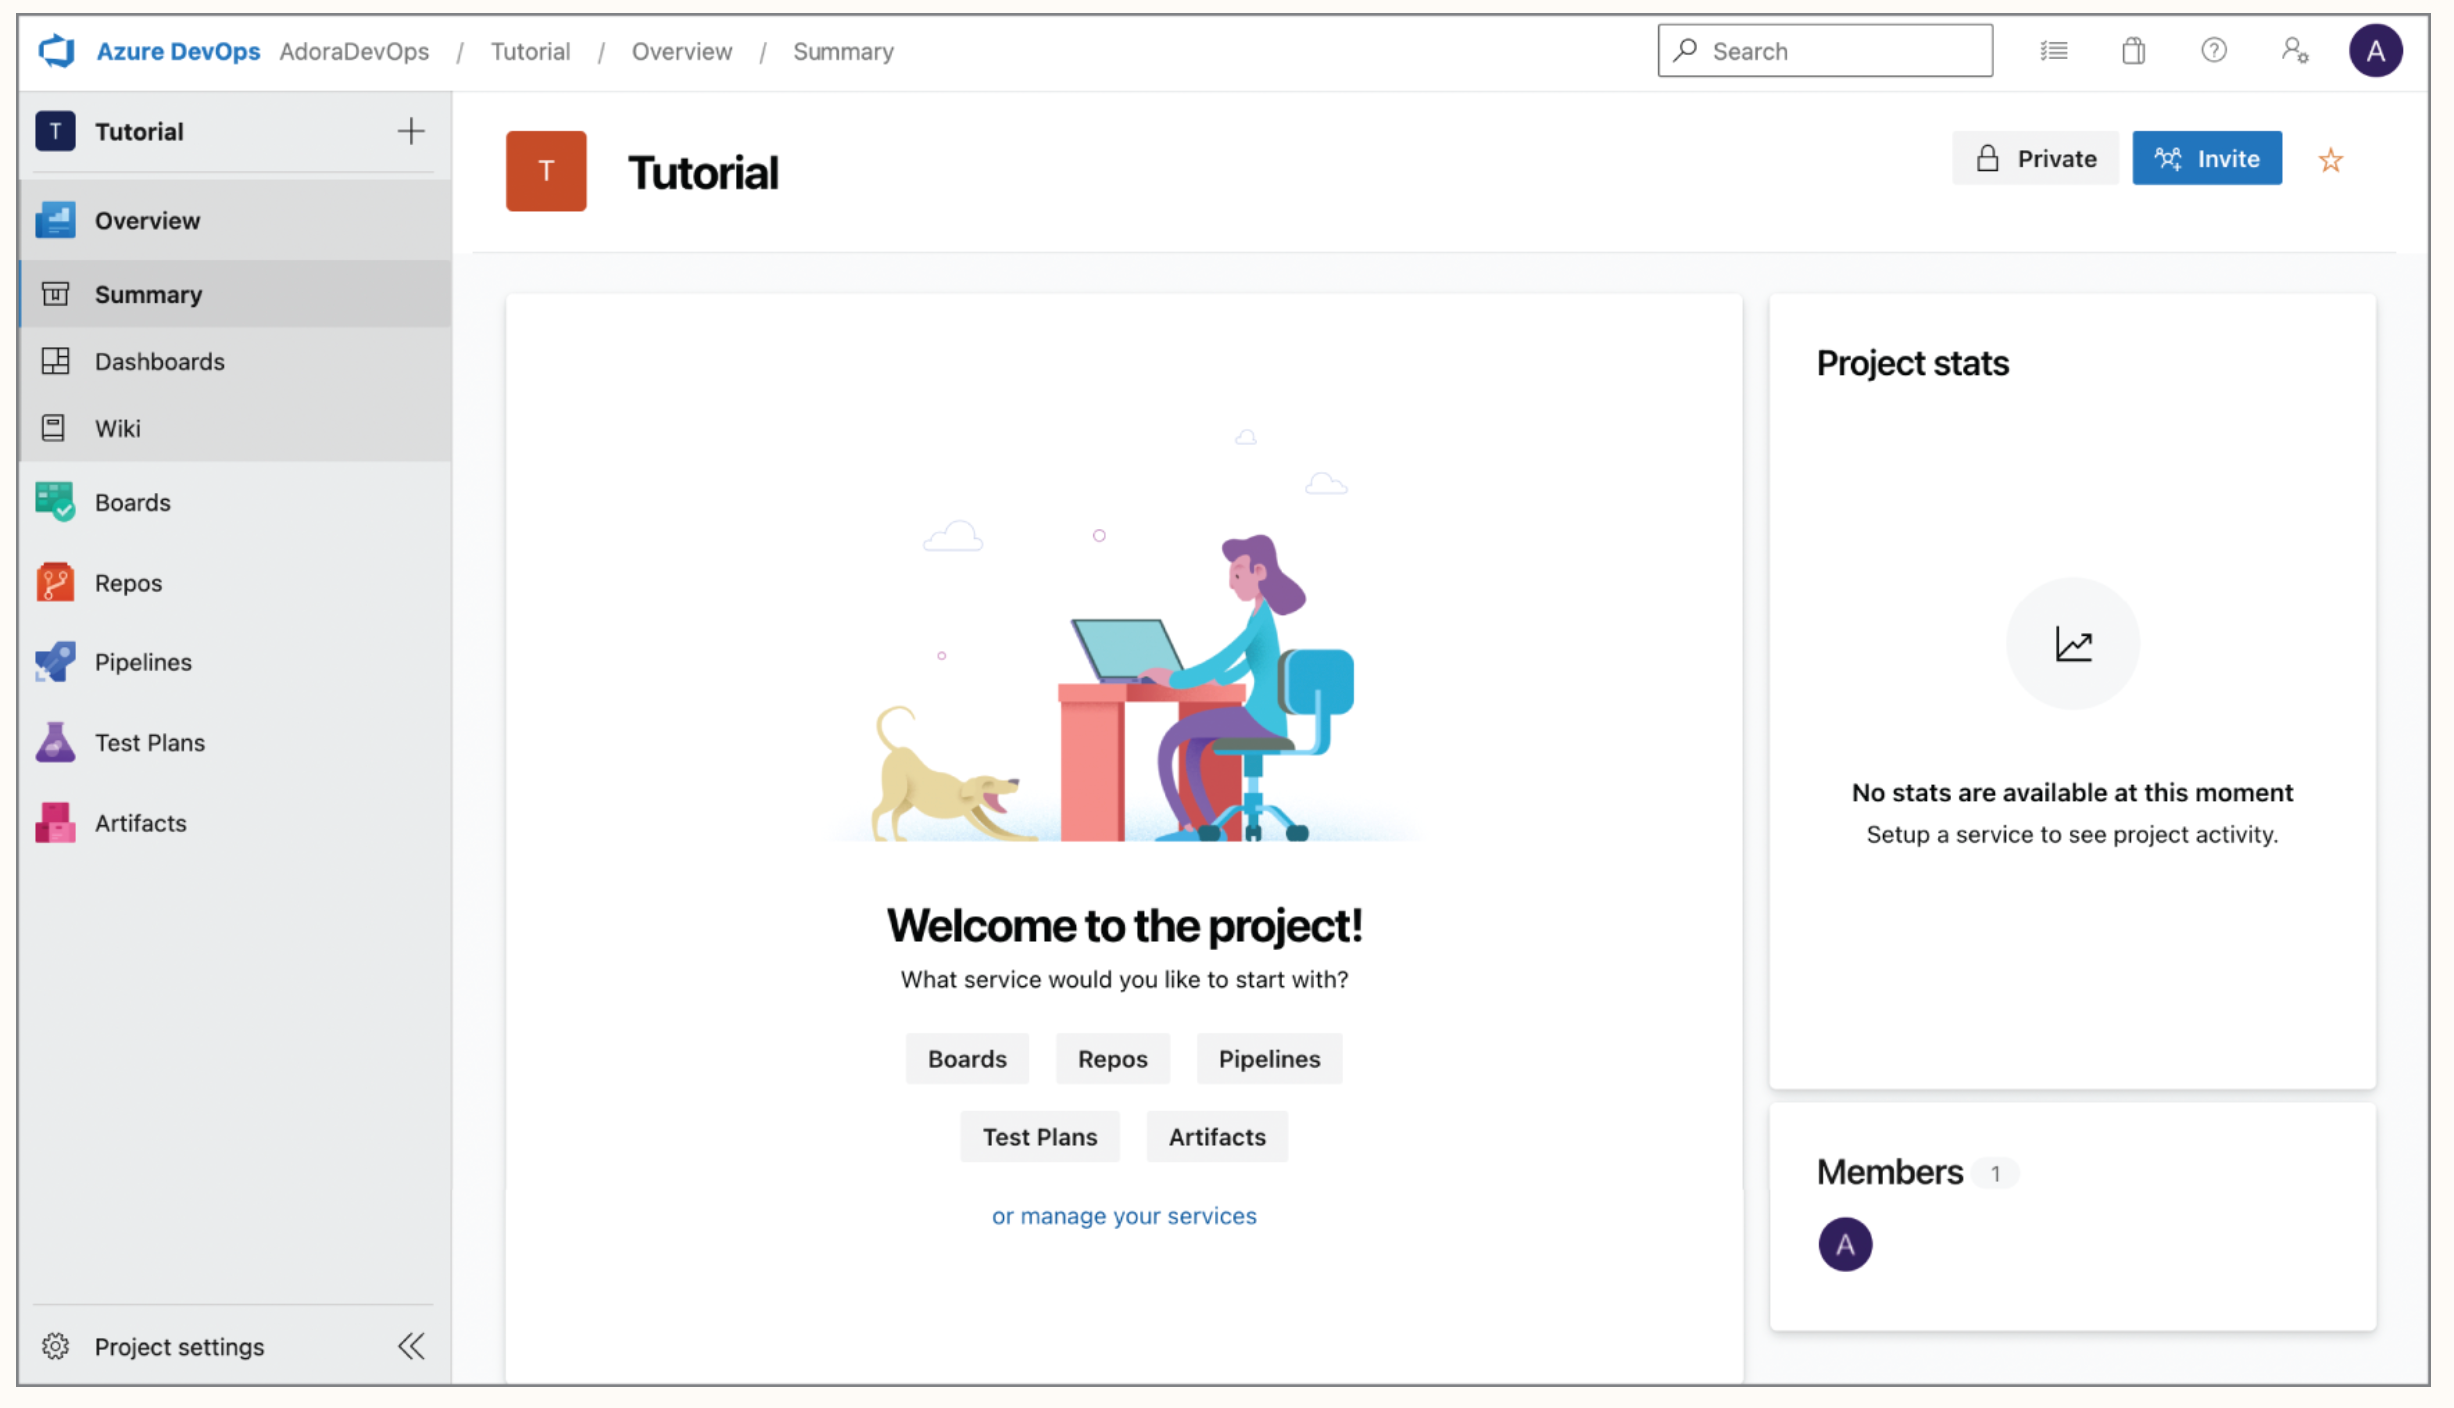 Azure DevOps AdoraDevOps / Tutorial / Overview / Summary
Search
A
T Tutorial
Overview
Summary
Dashboards
Wiki
Boards
Repos
Pipelines
Test Plans
Artifacts
Project settings
T
Tutorial
Private
Invite
Welcome to the project!
What service would you like to start with?
Boards Repos Pipelines
Test Plans Artifacts
or manage your services
Project stats
No stats are available at this moment
Setup a service to see project activity.
Members 1
A